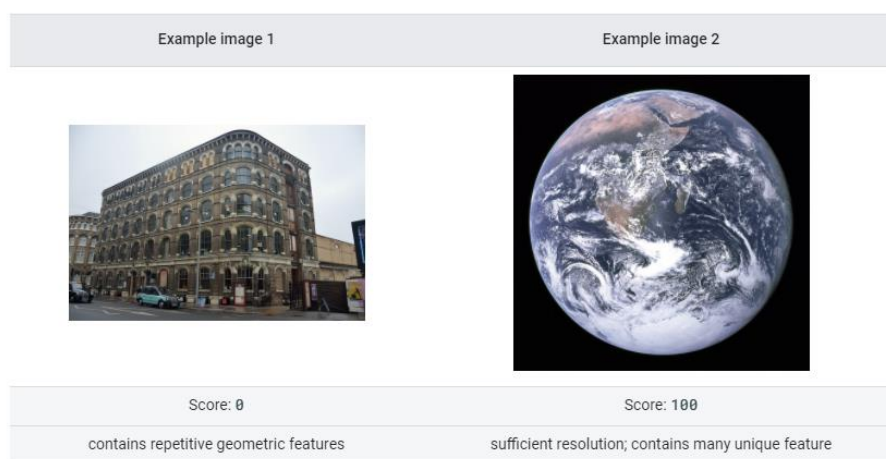 Example image 1
Example image 2
Score: 0
Score: 100
contains repetitive geometric features
sufficient resolution; contains many unique feature